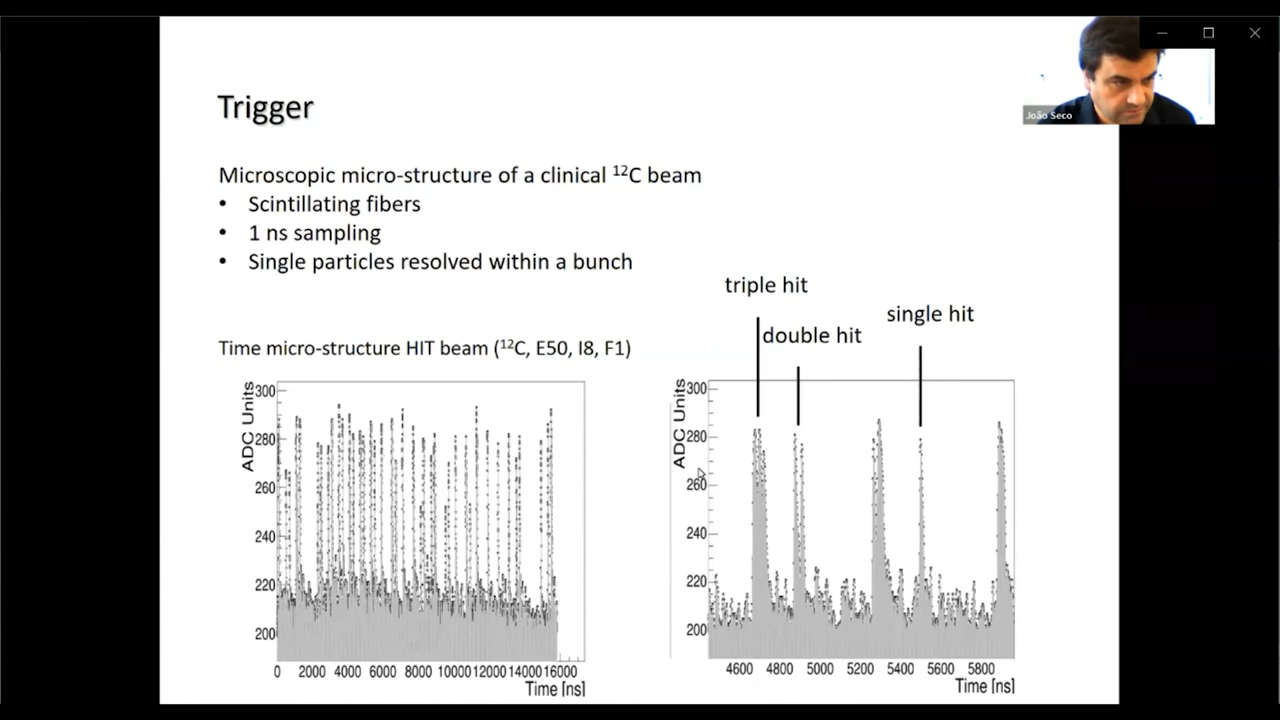 João Seco
Trigger
Microscopic micro-structure of a clinical ¹²C beam
• Scintillating fibers
• 1 ns sampling
• Single particles resolved within a bunch
triple hit
single hit
double hit
Time micro-structure HIT beam (¹²C, E50, I8, F1)
ADC Units
300
280
260
240
220
200
0 2000 4000 6000 8000 10000 12000 14000 16000
Time [ns]
ADC Units
300
280
260
240
220
200
4600 4800 5000 5200 5400 5600 5800
Time [ns]